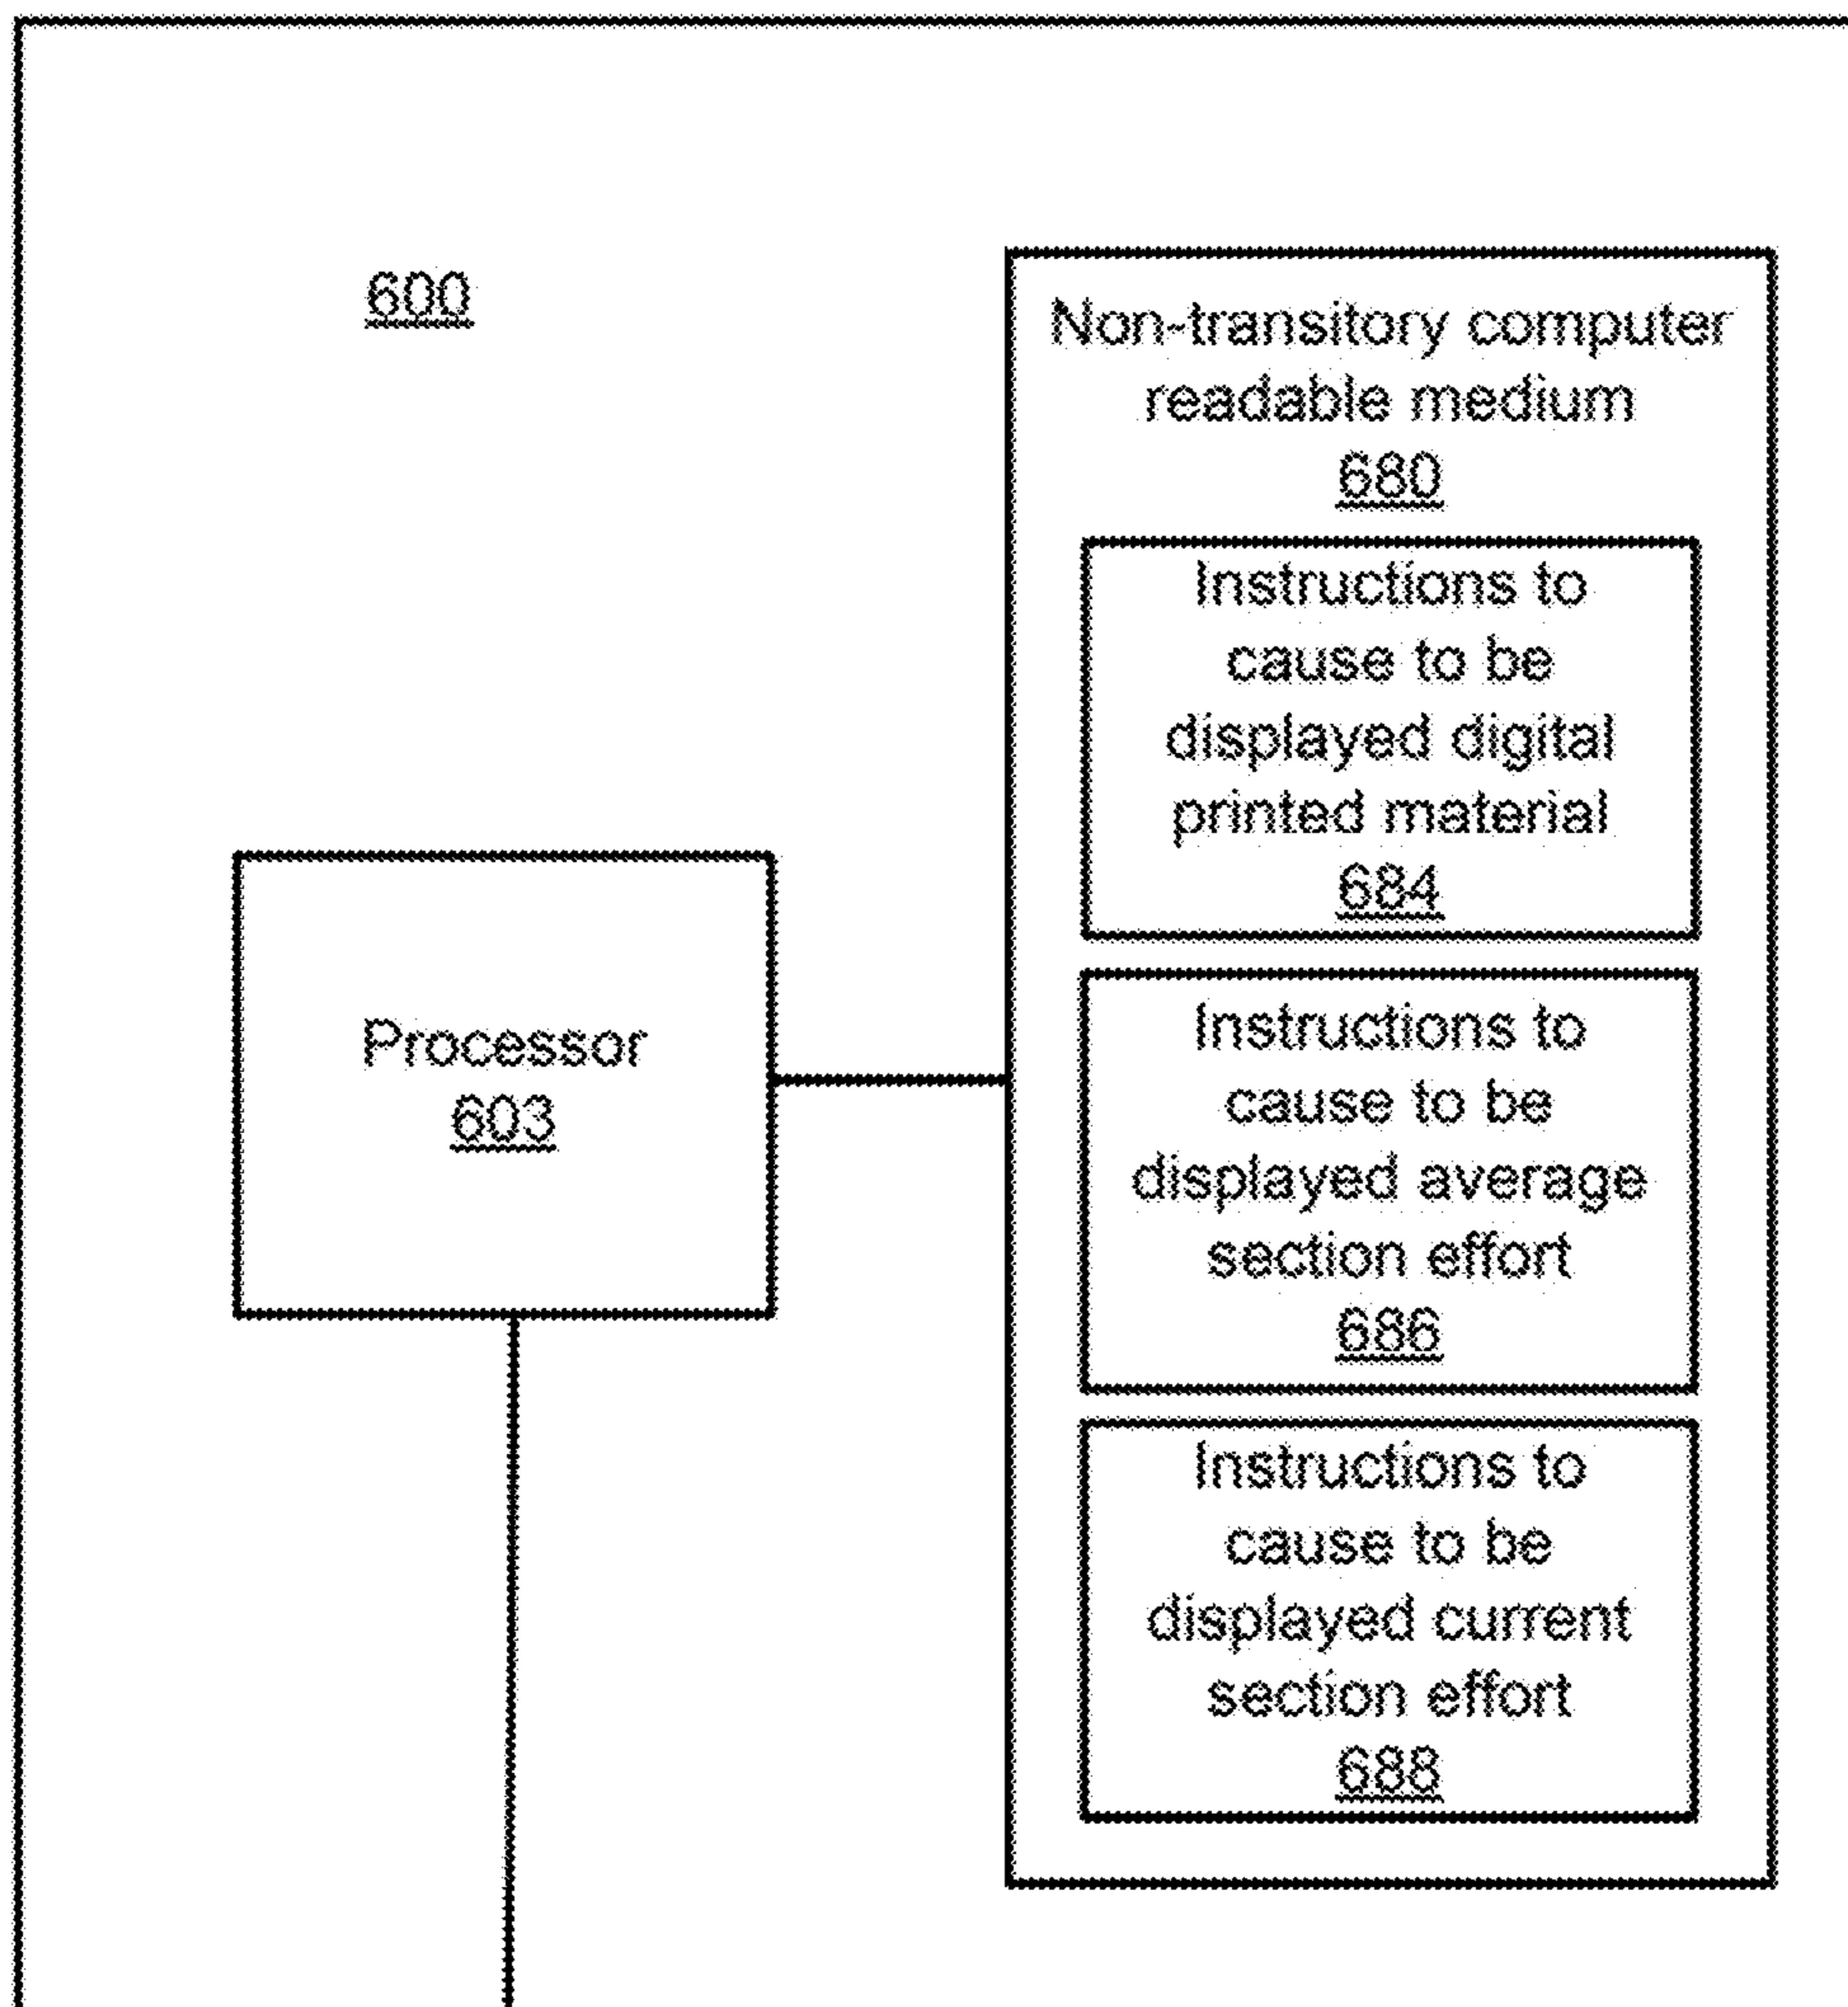 600
Non-transitory computer
readable medium
680
Instructions to
cause to be
displayed digital
printed material
684
Processor
603
Instructions to
cause to be
displayed average
section effort
686
Instructions to
cause to be
displayed current
section effort
688